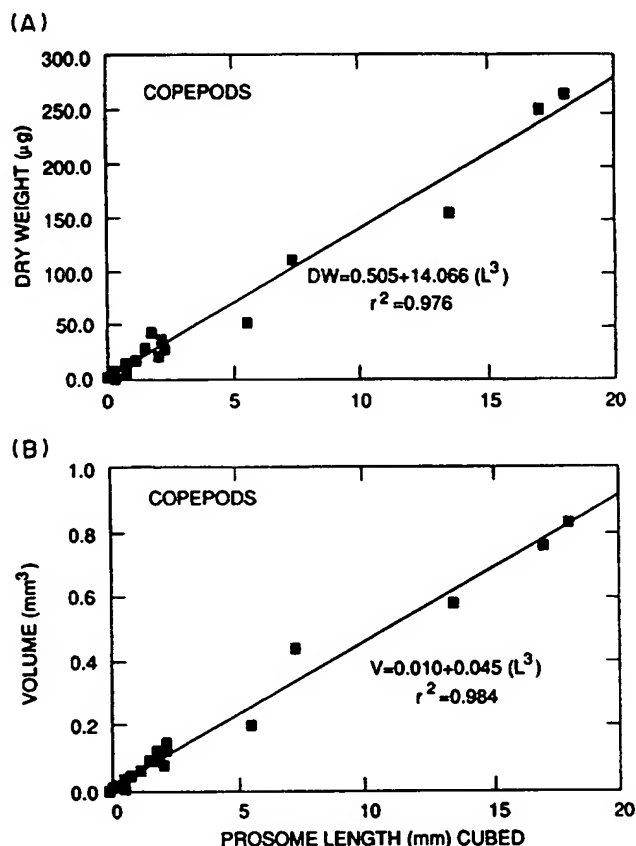 (A)
300.0
COPEPODS
250.0
200.0
150.0
100.0
50.0
0.0
DRY WEIGHT (μg)
DW=0.505+14.066 (L³)
r²=0.976
0 5 10 15 20
(B)
1.0
COPEPODS
0.8
0.6
0.4
0.2
0.0
VOLUME (mm³)
V=0.010+0.045 (L³)
r²=0.984
0 5 10 15 20
PROSOME LENGTH (mm) CUBED